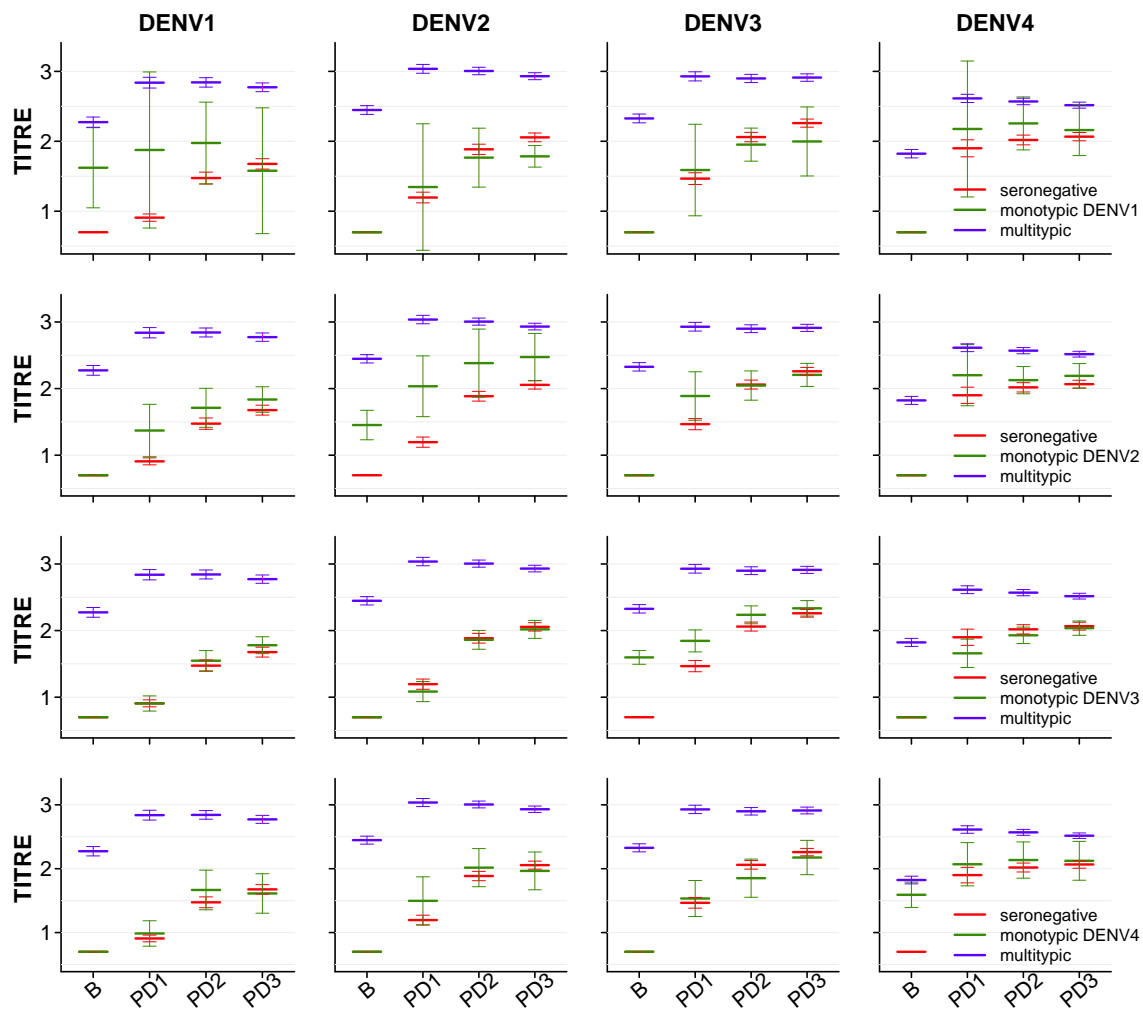 DENV1 DENV2 DENV3 DENV4
TITRE
3
2
1
seronegative
monotypic DENV1
multitypic
TITRE
3
2
1
seronegative
monotypic DENV2
multitypic
TITRE
3
2
1
seronegative
monotypic DENV3
multitypic
TITRE
3
2
1
seronegative
monotypic DENV4
multitypic
B PD1 PD2 PD3 B PD1 PD2 PD3 B PD1 PD2 PD3 B PD1 PD2 PD3